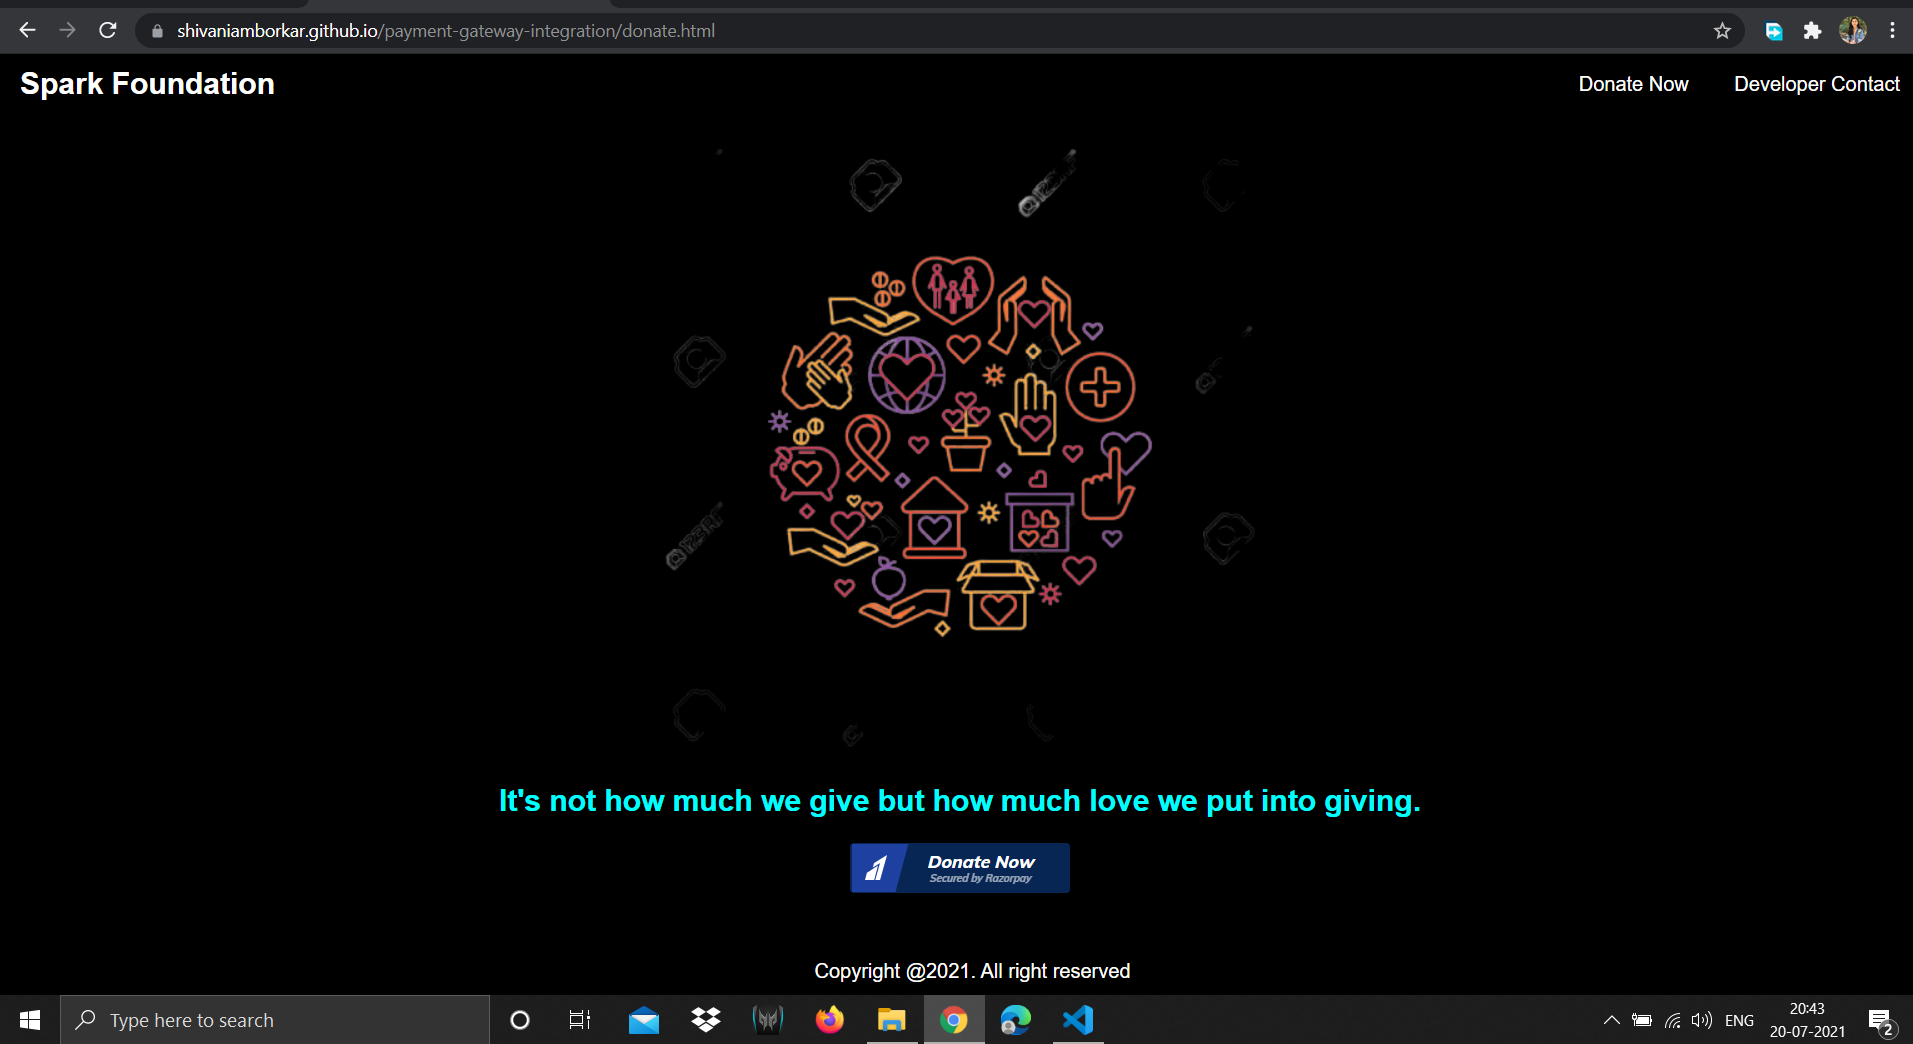 shivaniamborkar.github.io/payment-gateway-integration/donate.html
Spark Foundation
Donate Now
Developer Contact
@123RF
It's not how much we give but how much love we put into giving.
Donate Now
Secured by Razorpay
Copyright @2021. All right reserved
Type here to search
ENG
20:43
20-07-2021
2